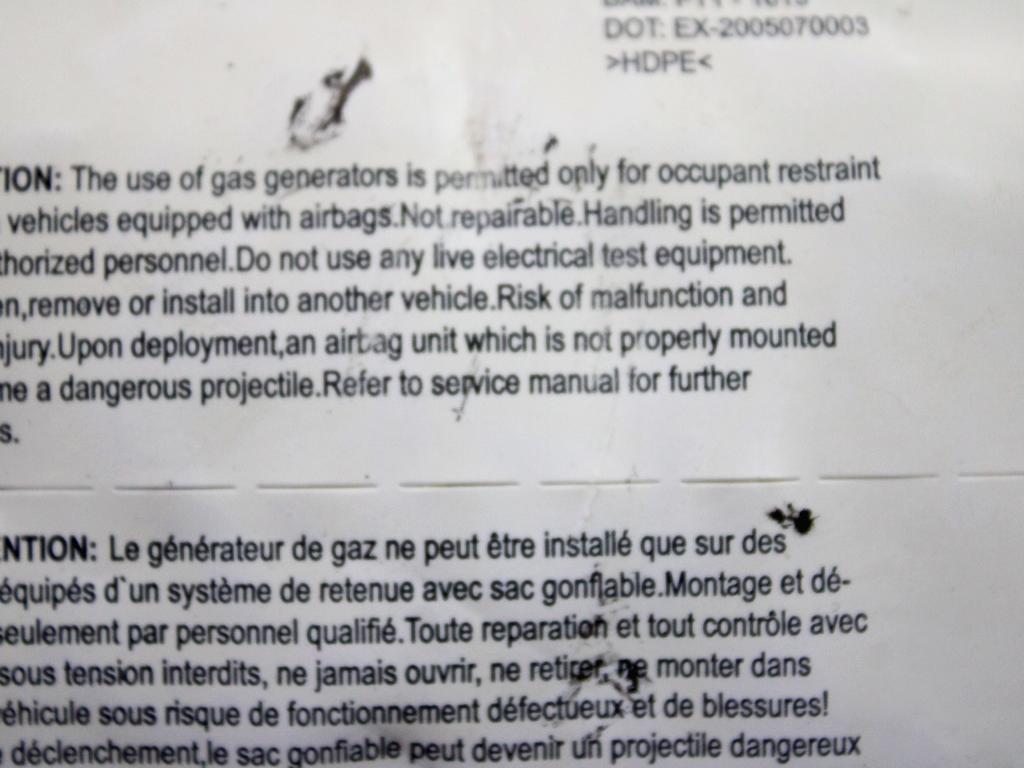 DOT: EX-2005070003
>HDPE<
TION: The use of gas generators is permitted only for occupant restraint
vehicles equipped with airbags.Not repairable.Handling is permitted
thorized personnel.Do not use any live electrical test equipment.
en,remove or install into another vehicle.Risk of malfunction and
njury.Upon deployment,an airbag unit which is not properly mounted
me a dangerous projectile.Refer to service manual for further
s.
ENTION: Le générateur de gaz ne peut être installé que sur des
équipés d`un système de retenue avec sac gonflable.Montage et dé-
seulement par personnel qualifié.Toute reparation et tout contrôle avec
sous tension interdits, ne jamais ouvrir, ne retirer, ne monter dans
véhicule sous risque de fonctionnement défectueux et de blessures!
déclenchement,le sac gonfiable peut devenir un projectile dangereux